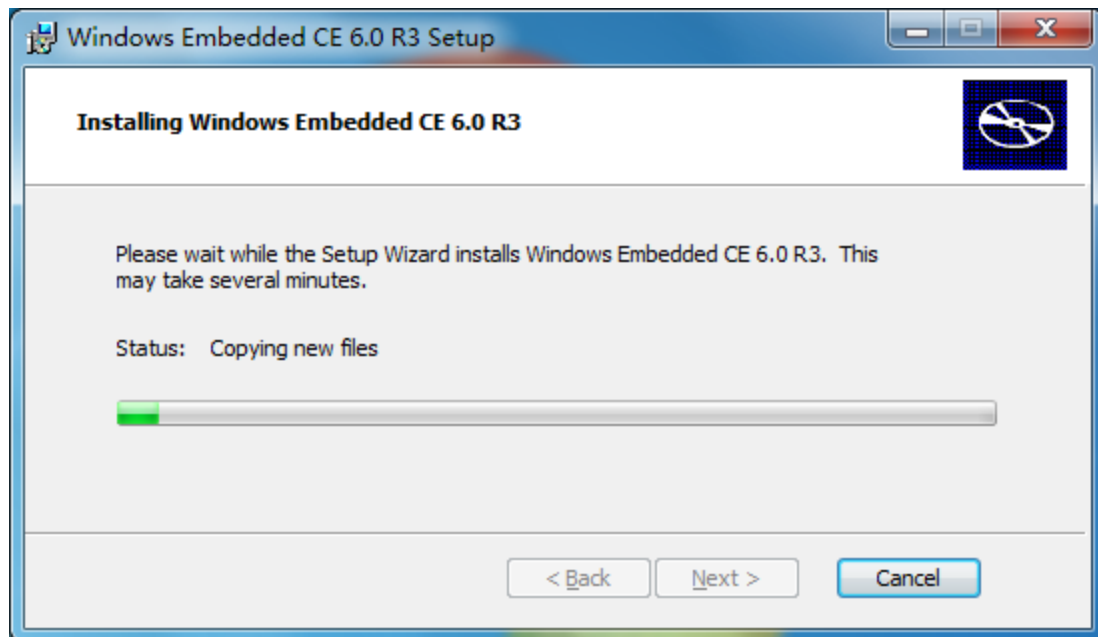 Windows Embedded CE 6.0 R3 Setup
Installing Windows Embedded CE 6.0 R3
Please wait while the Setup Wizard installs Windows Embedded CE 6.0 R3. This
may take several minutes.
Status: Copying new files
< Back Next > Cancel